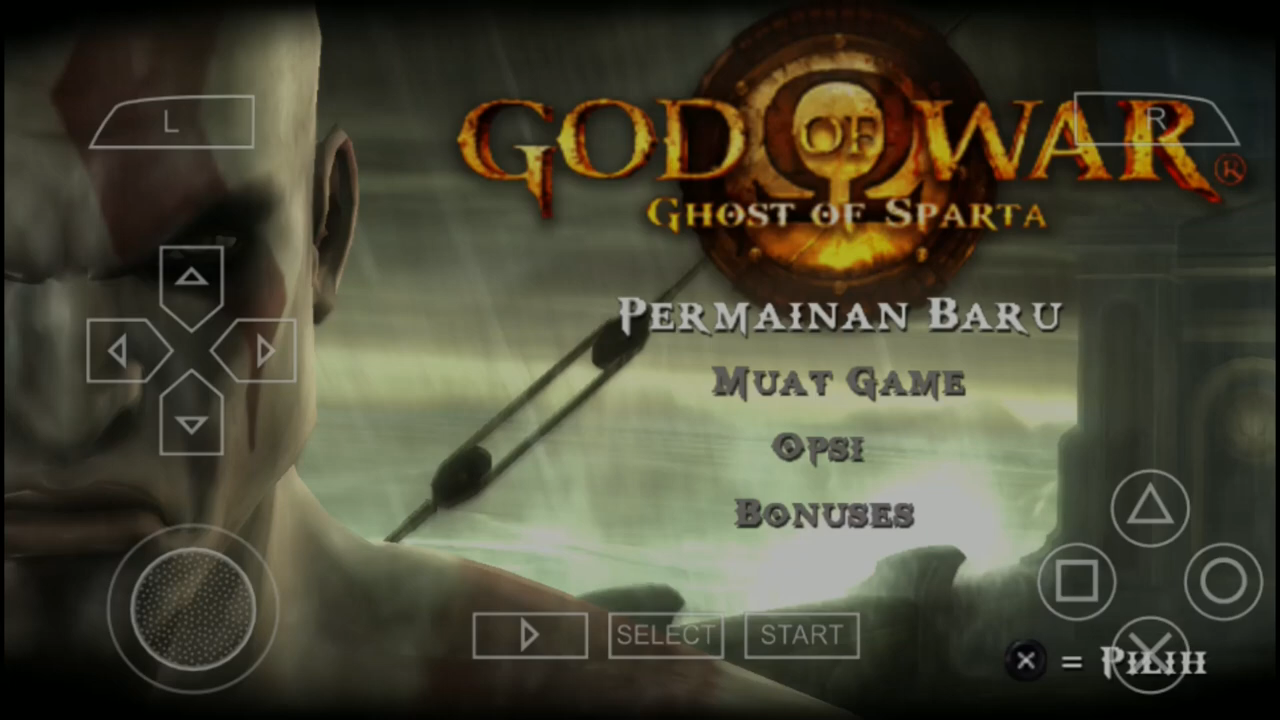 L
R
GOD OF WAR®
GHOST OF SPARTA
PERMAINAN BARU
MUAT GAME
OPSI
BONUSES
SELECT
START
= PILIH